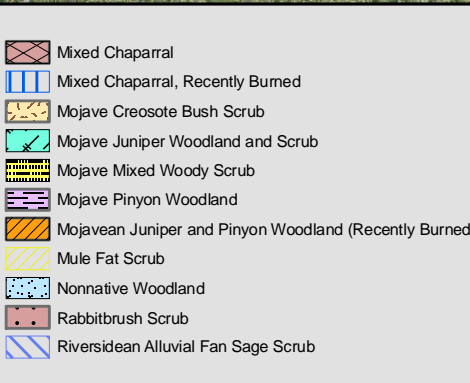 Mixed Chaparral
Mixed Chaparral, Recently Burned
Mojave Creosote Bush Scrub
Mojave Juniper Woodland and Scrub
Mojave Mixed Woody Scrub
Mojave Pinyon Woodland
Mojavean Juniper and Pinyon Woodland (Recently Burned
Mule Fat Scrub
Nonnative Woodland
Rabbitbrush Scrub
Riversidean Alluvial Fan Sage Scrub